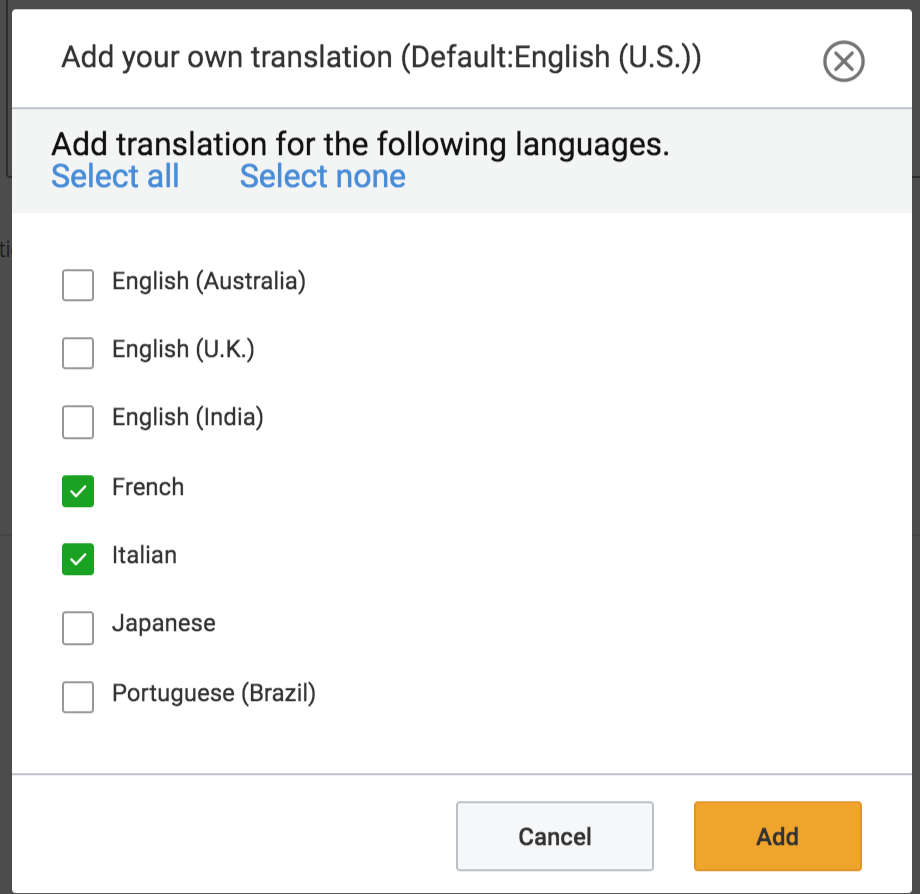 Add your own translation (Default:English (U.S.))
Add translation for the following languages.
Select all Select none
English (Australia)
English (U.K.)
English (India)
French
Italian
Japanese
Portuguese (Brazil)
Cancel Add